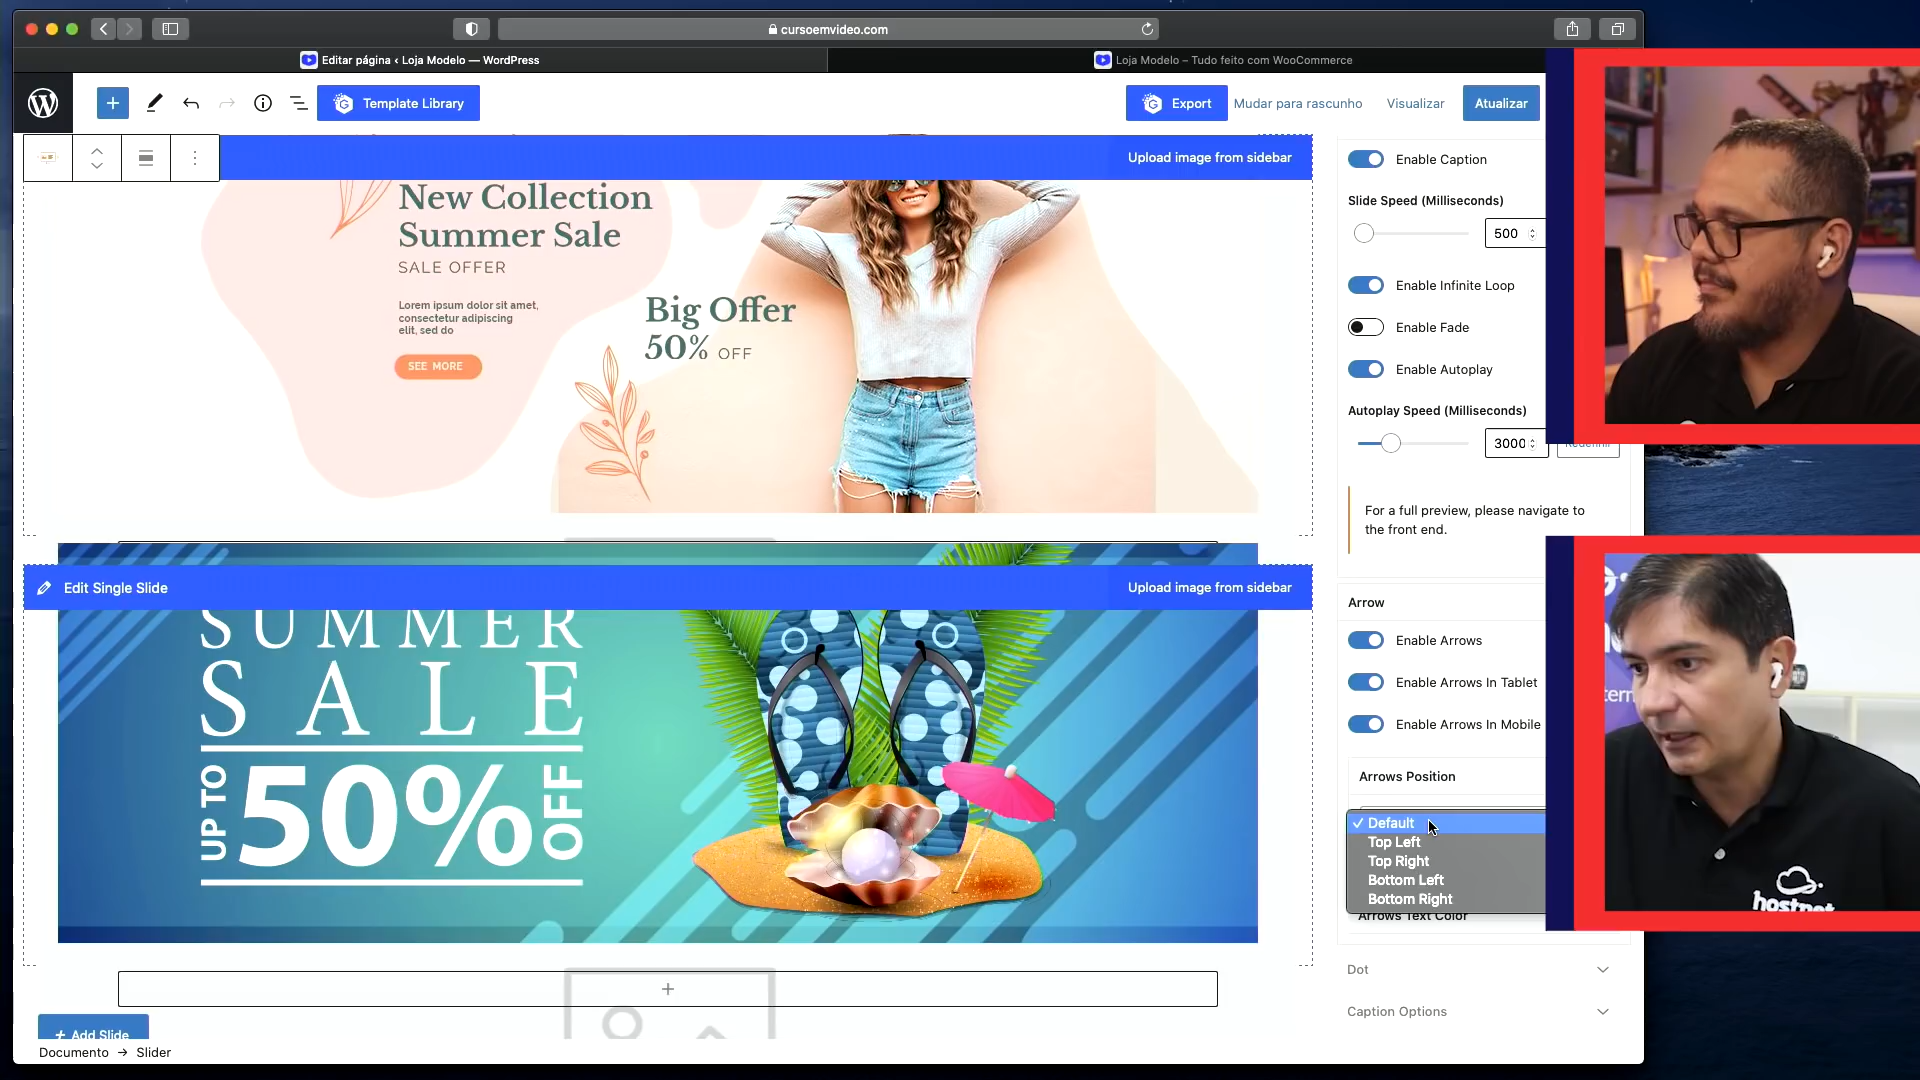 cursoemvideo.com
Editar página ‹ Loja Modelo — WordPress
Loja Modelo – Tudo feito com WooCommerce
Template Library
Export
Mudar para rascunho
Visualizar
Atualizar
Upload image from sidebar
New Collection
Summer Sale
SALE OFFER
Lorem ipsum dolor sit amet,
consectetur adipiscing
elit, sed do
SEE MORE
Big Offer
50% OFF
Edit Single Slide
Upload image from sidebar
SUMMER
SALE
UP TO
50%
OFF
+ Add Slide
Documento → Slider
Enable Caption
Slide Speed (Milliseconds)
500
Enable Infinite Loop
Enable Fade
Enable Autoplay
Autoplay Speed (Milliseconds)
3000
For a full preview, please navigate to
the front end.
Arrow
Enable Arrows
Enable Arrows In Tablet
Enable Arrows In Mobile
Arrows Position
✓ Default
Top Left
Top Right
Bottom Left
Bottom Right
Arrows Text Color
Dot
Caption Options
hostnet